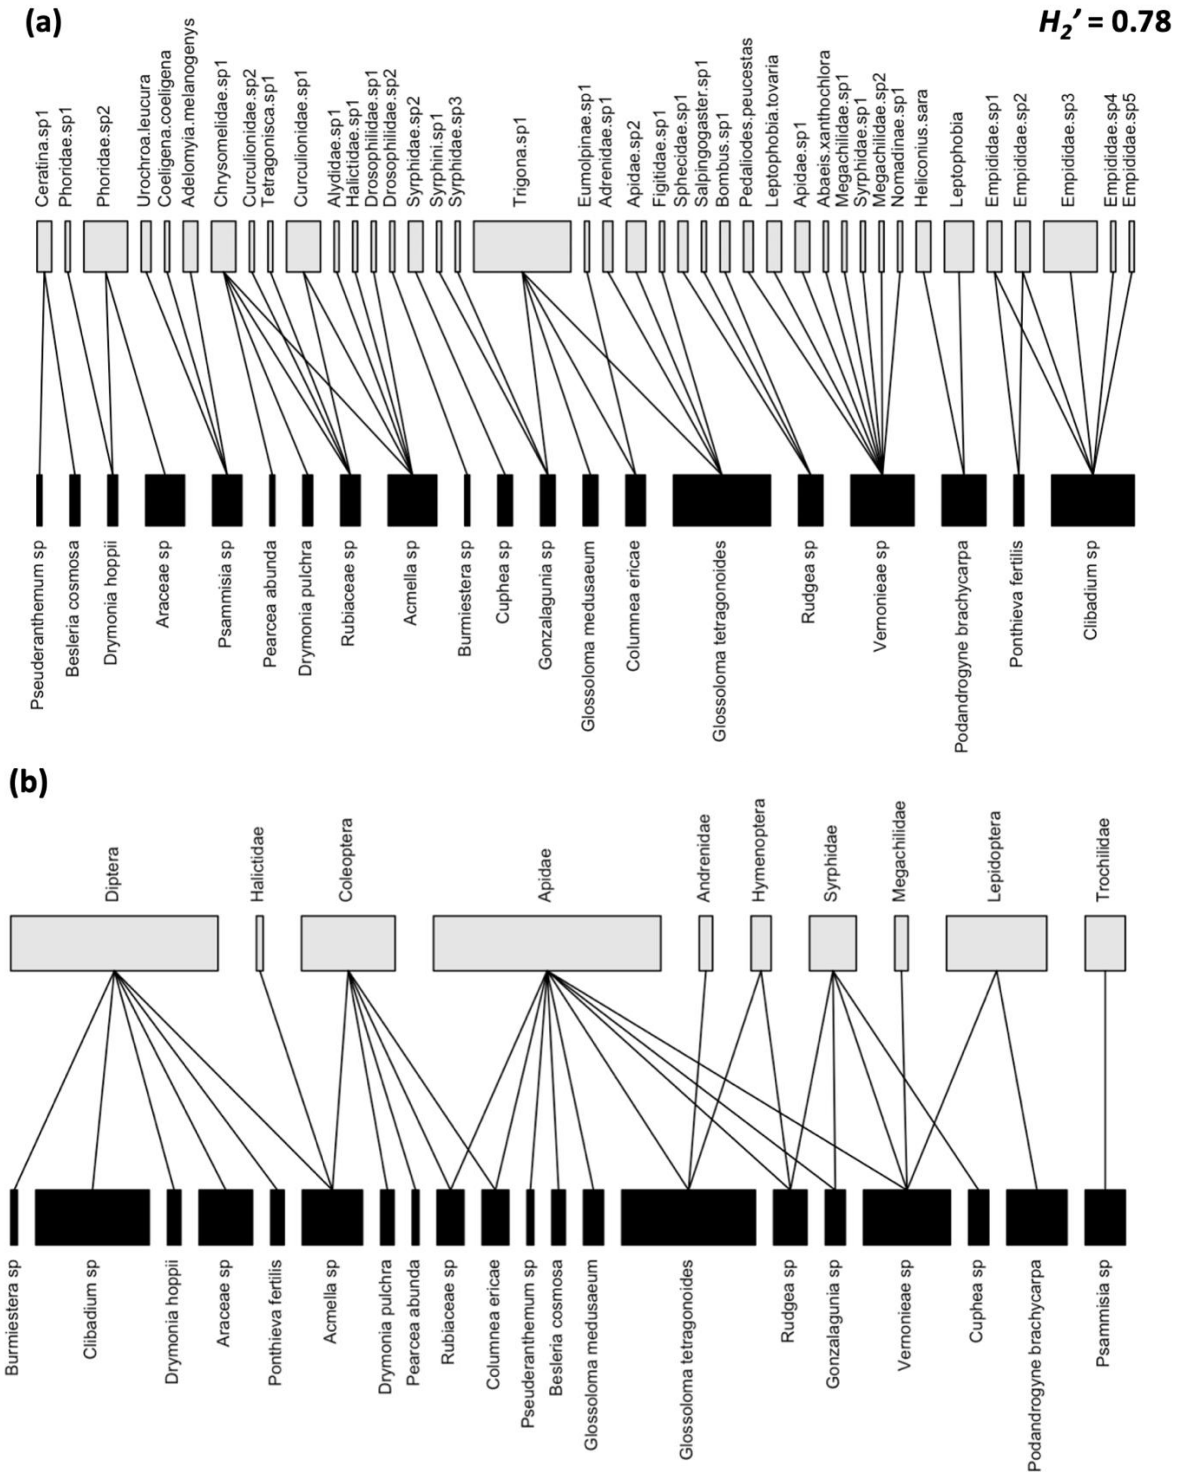 (a)
H2’ = 0.78
Ceratina.sp1
Phoridae.sp1
Phoridae.sp2
Urochroa.leucura
Coeligena.coeligena
Adelomyia.melanogenys
Chrysomelidae.sp1
Curculionidae.sp2
Tetragonisca.sp1
Curculionidae.sp1
Alydidae.sp1
Halictidae.sp1
Drosophilidae.sp1
Drosophilidae.sp2
Syrphidae.sp2
Syrphini.sp1
Syrphidae.sp3
Trigona.sp1
Eumolpinae.sp1
Adrenidae.sp1
Apidae.sp2
Figitidae.sp1
Sphecidae.sp1
Salpingogaster.sp1
Bombus.sp1
Pedaliodes.peucestas
Leptophobia.tovaria
Apidae.sp1
Abaeis.xanthochlora
Megachilidae.sp1
Syrphidae.sp1
Megachilidae.sp2
Nomadinae.sp1
Heliconius.sara
Leptophobia
Empididae.sp1
Empididae.sp2
Empididae.sp3
Empididae.sp4
Empididae.sp5
Pseuderanthemum sp
Besleria cosmosa
Drymonia hoppii
Araceae sp
Psammisia sp
Pearcea abunda
Drymonia pulchra
Rubiaceae sp
Acmella sp
Burmiestera sp
Cuphea sp
Gonzalagunia sp
Glossoloma medusaeum
Columnea ericae
Glossoloma tetragonoides
Rudgea sp
Vernonieae sp
Podandrogyne brachycarpa
Ponthieva fertilis
Clibadium sp
(b)
Diptera
Halictidae
Coleoptera
Apidae
Andrenidae
Hymenoptera
Syrphidae
Megachilidae
Lepidoptera
Trochilidae
Burmiestera sp
Clibadium sp
Drymonia hoppii
Araceae sp
Ponthieva fertilis
Acmella sp
Drymonia pulchra
Pearcea abunda
Rubiaceae sp
Columnea ericae
Pseuderanthemum sp
Besleria cosmosa
Glossoloma medusaeum
Glossoloma tetragonoides
Rudgea sp
Gonzalagunia sp
Vernonieae sp
Cuphea sp
Podandrogyne brachycarpa
Psammisia sp